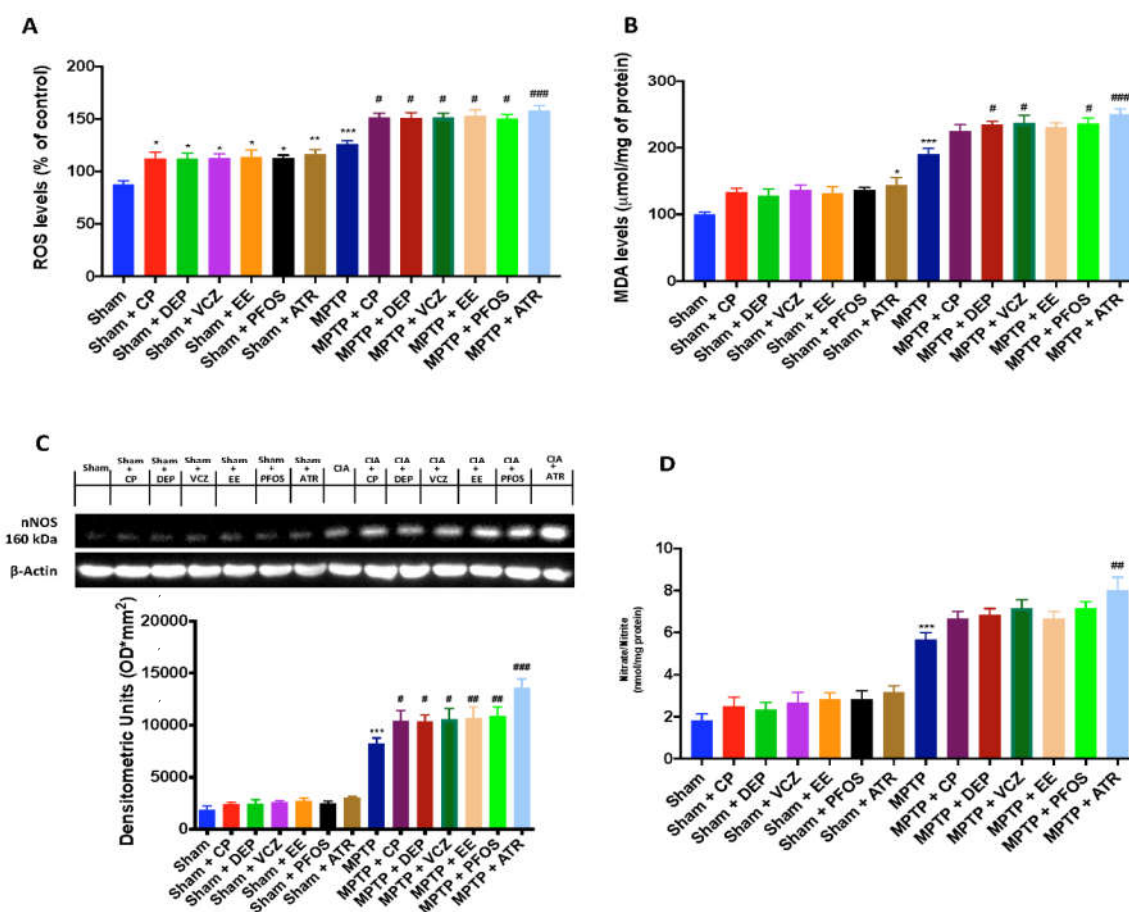 A
ROS levels (% of control)
200
150
100
50
0
* * * * * ** *** # # # # # ###
Sham
Sham + CP
Sham + DEP
Sham + VCZ
Sham + EE
Sham + PFOS
Sham + ATR
MPTP
MPTP + CP
MPTP + DEP
MPTP + VCZ
MPTP + EE
MPTP + PFOS
MPTP + ATR
B
MDA levels (μmol/mg of protein)
300
200
100
0
* *** # # # ###
Sham
Sham + CP
Sham + DEP
Sham + VCZ
Sham + EE
Sham + PFOS
Sham + ATR
MPTP
MPTP + CP
MPTP + DEP
MPTP + VCZ
MPTP + EE
MPTP + PFOS
MPTP + ATR
C
Sham
Sham + CP
Sham + DEP
Sham + VCZ
Sham + EE
Sham + PFOS
Sham + ATR
CIA
CIA + CP
CIA + DEP
CIA + VCZ
CIA + EE
CIA + PFOS
CIA + ATR
nNOS
160 kDa
β-Actin
Densitometric Units (OD*mm²)
20000
15000
10000
5000
0
*** # # # ## ## ###
Sham
Sham + CP
Sham + DEP
Sham + VCZ
Sham + EE
Sham + PFOS
Sham + ATR
MPTP
MPTP + CP
MPTP + DEP
MPTP + VCZ
MPTP + EE
MPTP + PFOS
MPTP + ATR
D
Nitrate/Nitrite
(nmol/mg protein)
10
8
6
4
2
0
*** ##
Sham
Sham + CP
Sham + DEP
Sham + VCZ
Sham + EE
Sham + PFOS
Sham + ATR
MPTP
MPTP + CP
MPTP + DEP
MPTP + VCZ
MPTP + EE
MPTP + PFOS
MPTP + ATR